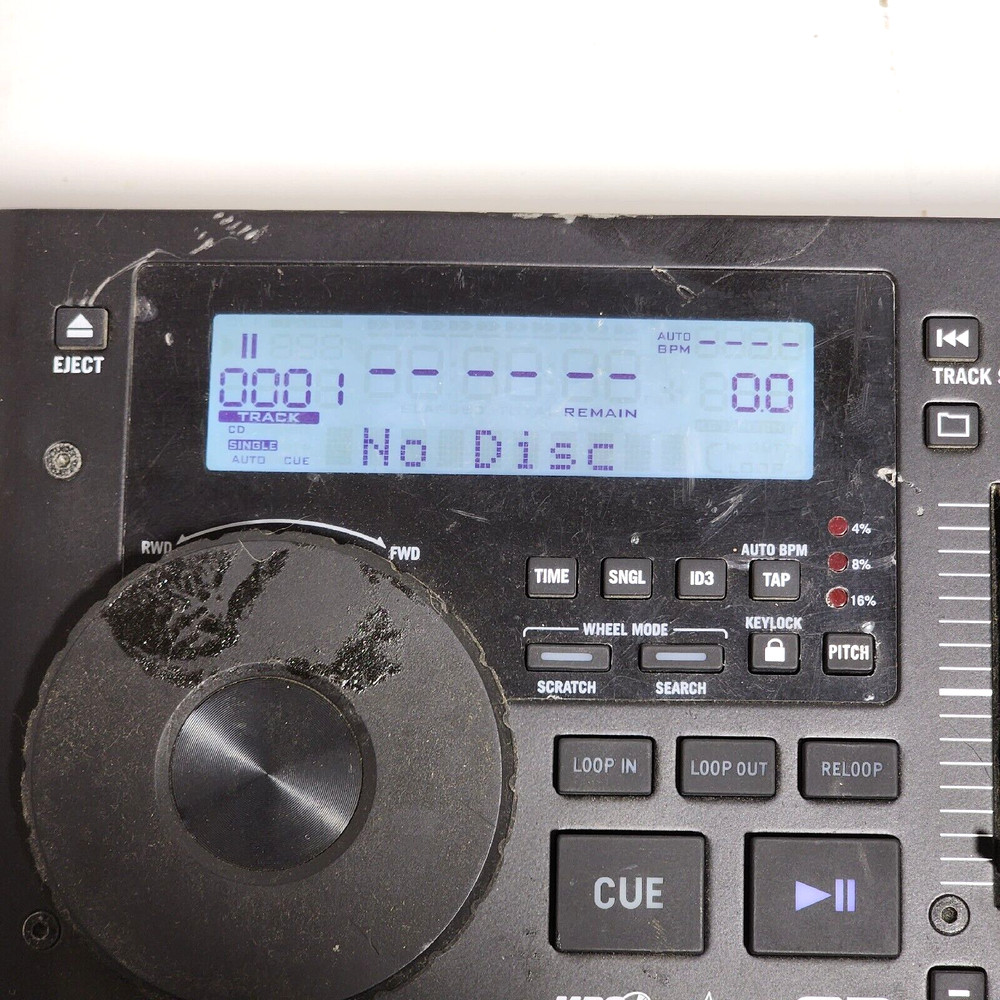 EJECT
AUTO
BPM - - - -
0001 -- -- --
0.0
TRACK
REMAIN
CD
SINGLE
AUTO CUE
No Disc
RWD
FWD
TRACK
4%
8%
16%
AUTO BPM
TIME
SNGL
ID3
TAP
WHEEL MODE
KEYLOCK
PITCH
SCRATCH
SEARCH
LOOP IN
LOOP OUT
RELOOP
CUE